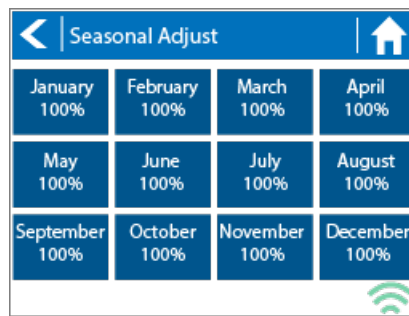 Seasonal Adjust
January February March April
100% 100% 100% 100%
May June July August
100% 100% 100% 100%
September October November December
100% 100% 100% 100%